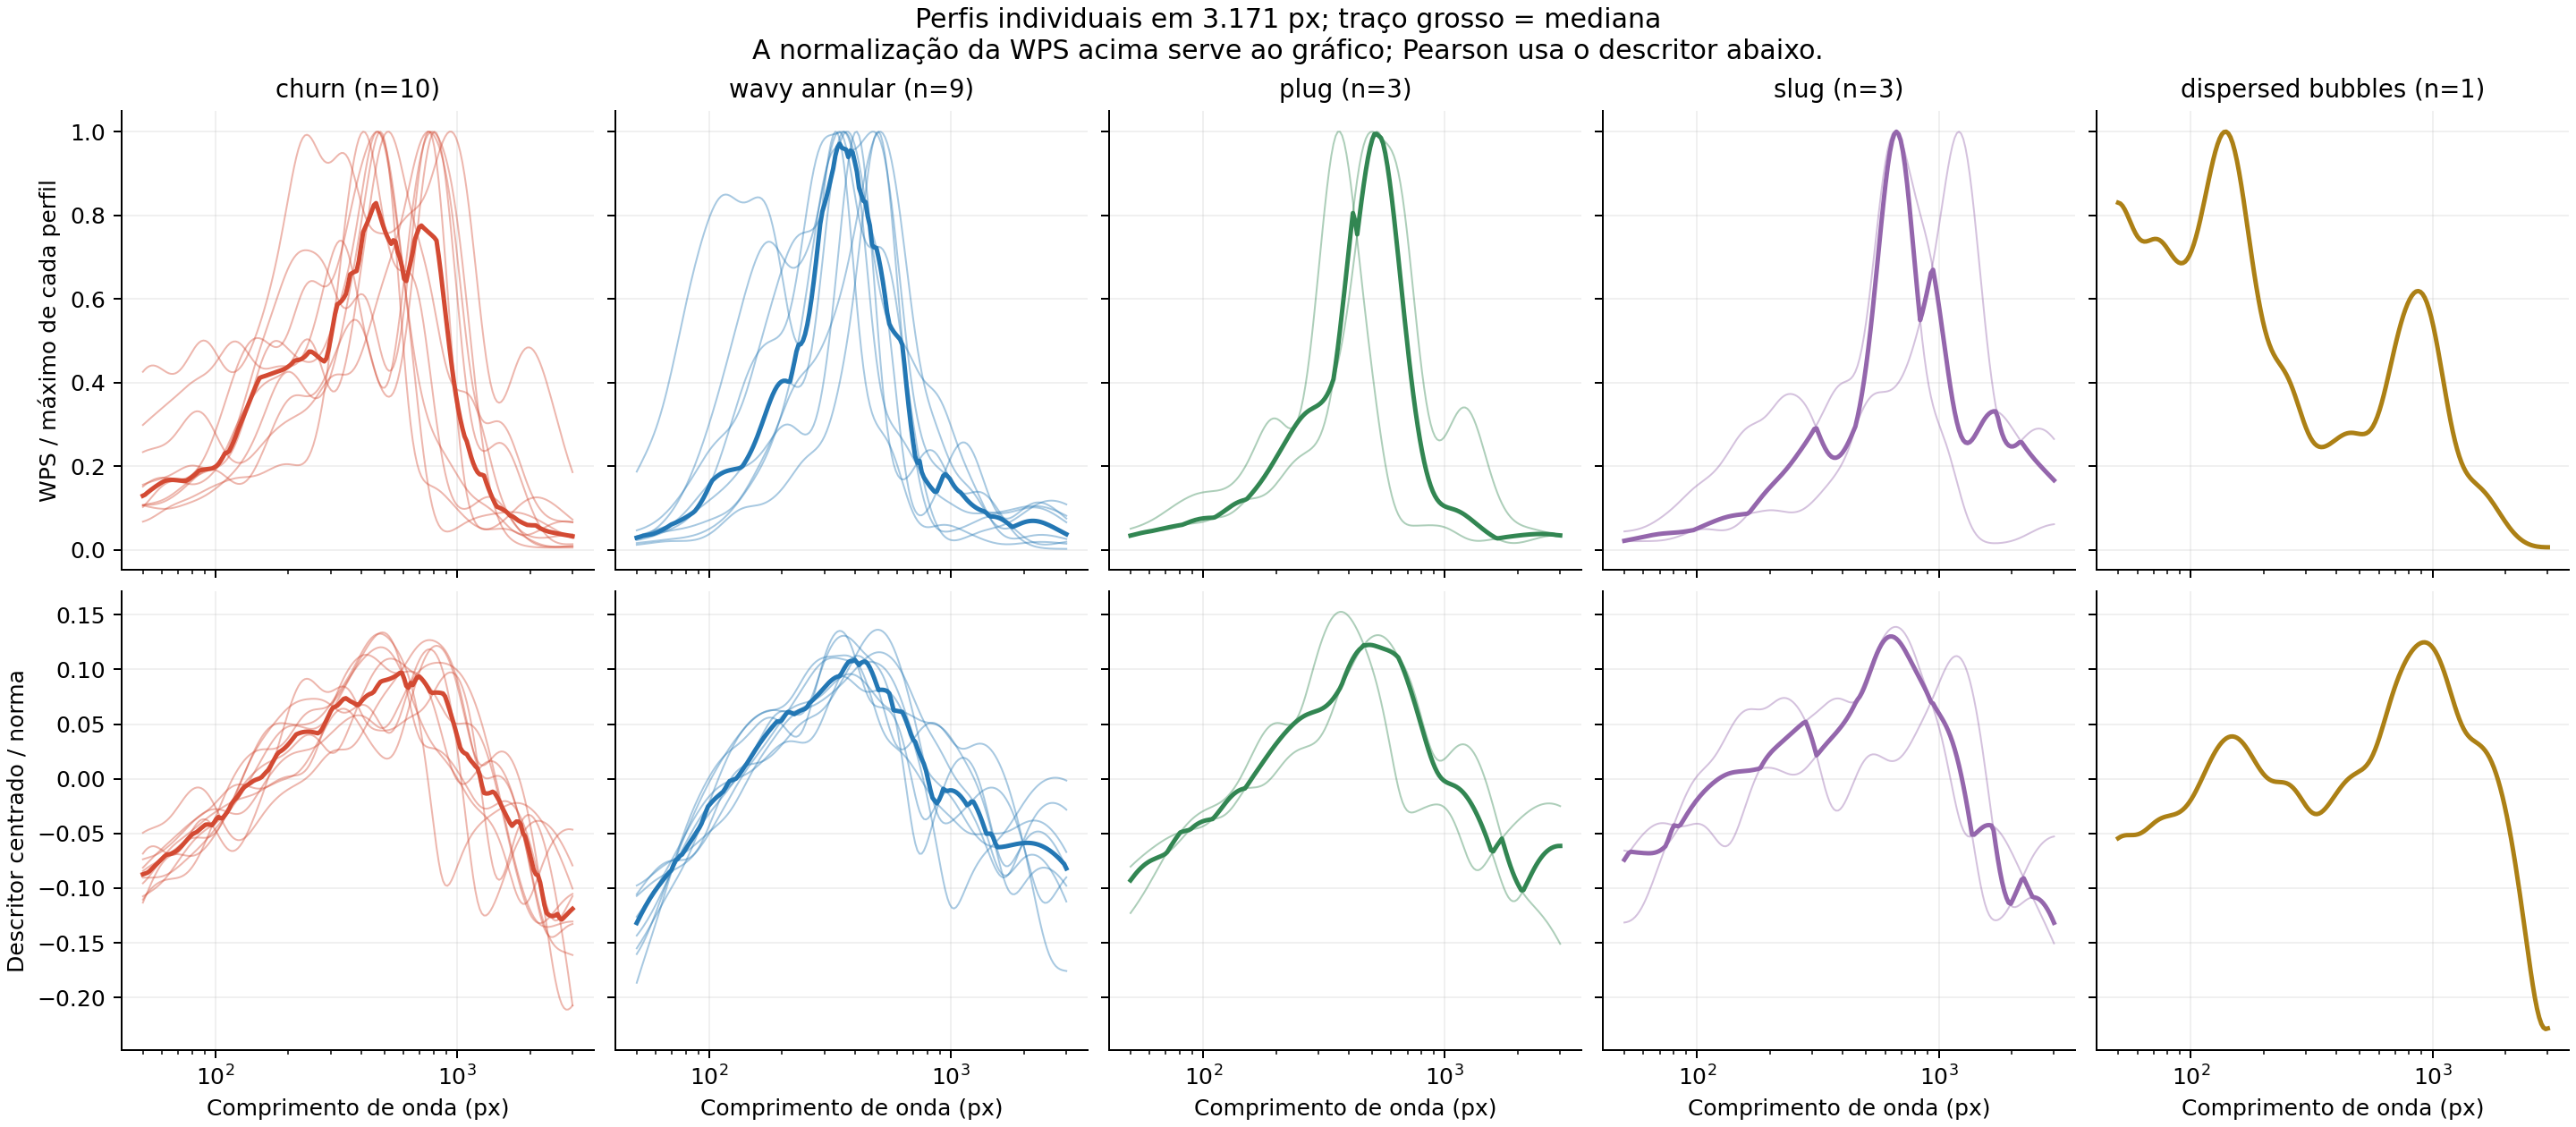 Perfis individuais em 3.171 px; traço grosso = mediana
A normalização da WPS acima serve ao gráfico; Pearson usa o descritor abaixo.
churn (n=10)
wavy annular (n=9)
plug (n=3)
slug (n=3)
dispersed bubbles (n=1)
WPS / máximo de cada perfil
1.0
0.8
0.6
0.4
0.2
0.0
Descritor centrado / norma
0.15
0.10
0.05
0.00
−0.05
−0.10
−0.15
−0.20
10² 10³
10² 10³
10² 10³
10² 10³
10² 10³
Comprimento de onda (px)
Comprimento de onda (px)
Comprimento de onda (px)
Comprimento de onda (px)
Comprimento de onda (px)